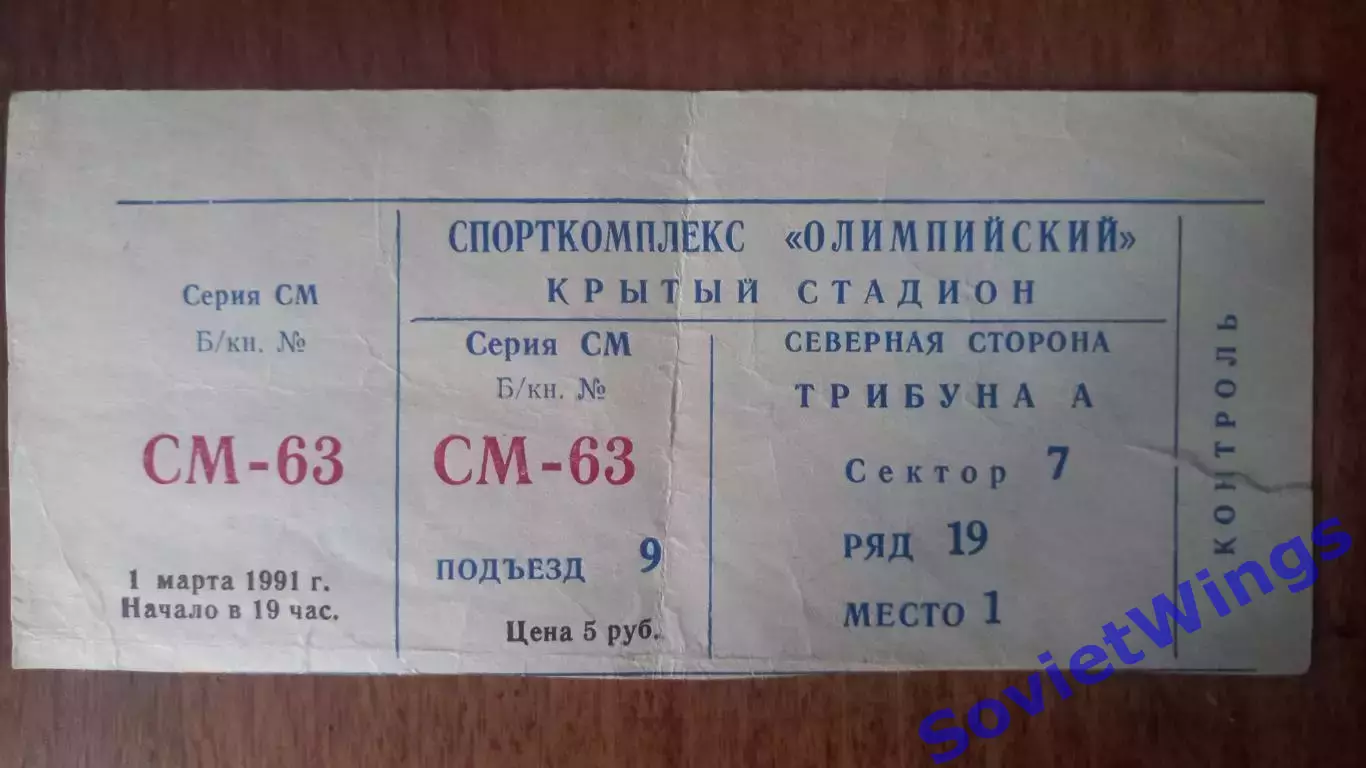 СПОРТКОМПЛЕКС «ОЛИМПИЙСКИЙ»
КРЫТЫЙ СТАДИОН
Серия СМ
Б/кн. №
СМ-63
1 марта 1991 г.
Начало в 19 час.
Серия СМ
Б/кн. №
СМ-63
ПОДЪЕЗД 9
Цена 5 руб.
СЕВЕРНАЯ СТОРОНА
ТРИБУНА А
Сектор 7
РЯД 19
МЕСТО 1
КОНТРОЛЬ
SovietWings